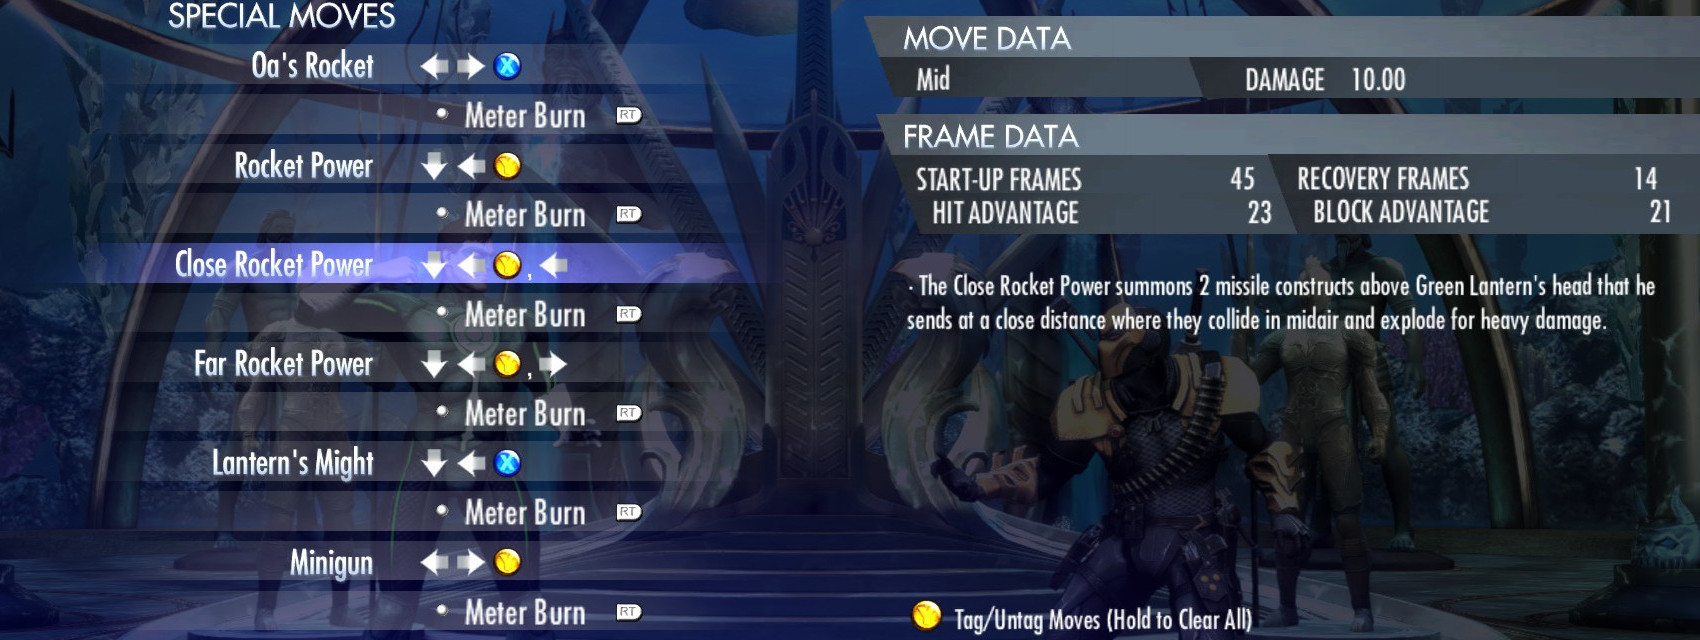 SPECIAL MOVES
Oa's Rocket X
Meter Burn RT
Rocket Power Y
Meter Burn RT
Close Rocket Power Y ,
Meter Burn RT
Far Rocket Power Y ,
Meter Burn RT
Lantern's Might X
Meter Burn RT
Minigun Y
Meter Burn RT
MOVE DATA
Mid DAMAGE 10.00
FRAME DATA
START-UP FRAMES 45 RECOVERY FRAMES 14
HIT ADVANTAGE 23 BLOCK ADVANTAGE 21
· The Close Rocket Power summons 2 missile constructs above Green Lantern's head that he
sends at a close distance where they collide in midair and explode for heavy damage.
Y Tag/Untag Moves (Hold to Clear All)